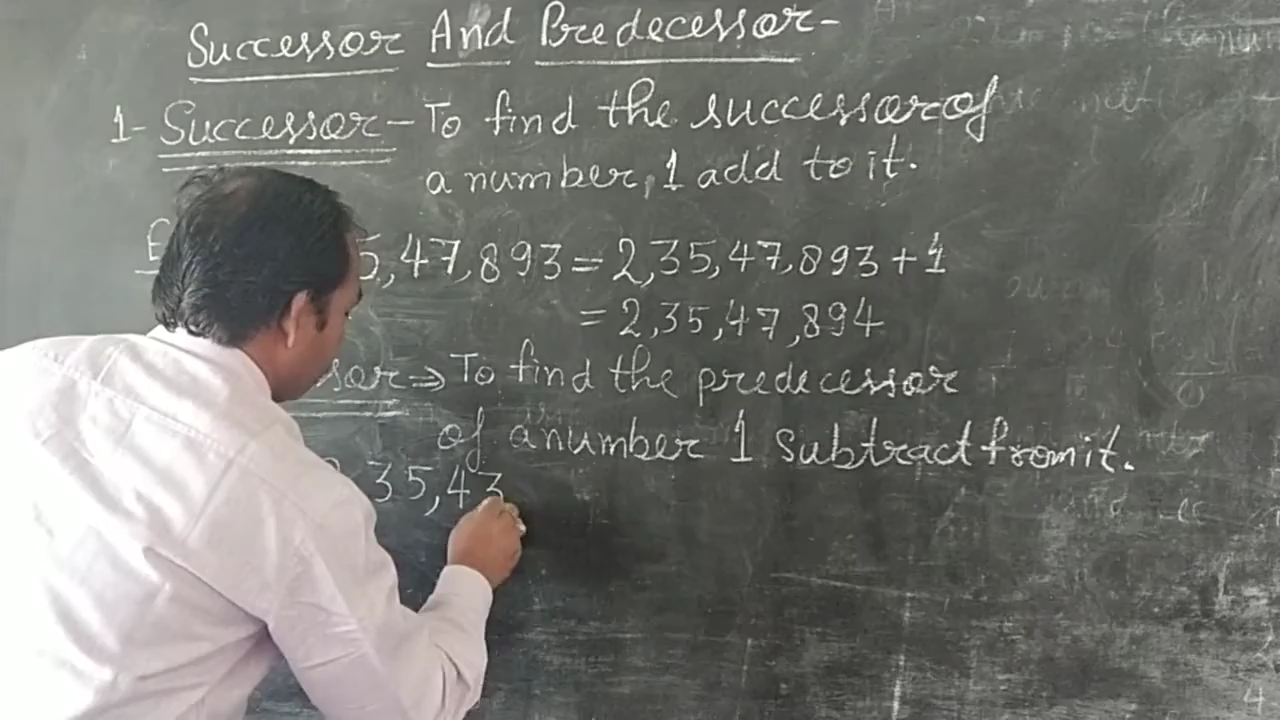 Successor And Predecessor-
1- Successor - To find the successor of
a number, 1 add to it.
5,47,893 = 2,35,47,893 + 1
= 2,35,47,894
sor ⇒ To find the predecessor
of a number 1 subtract from it.
35,43